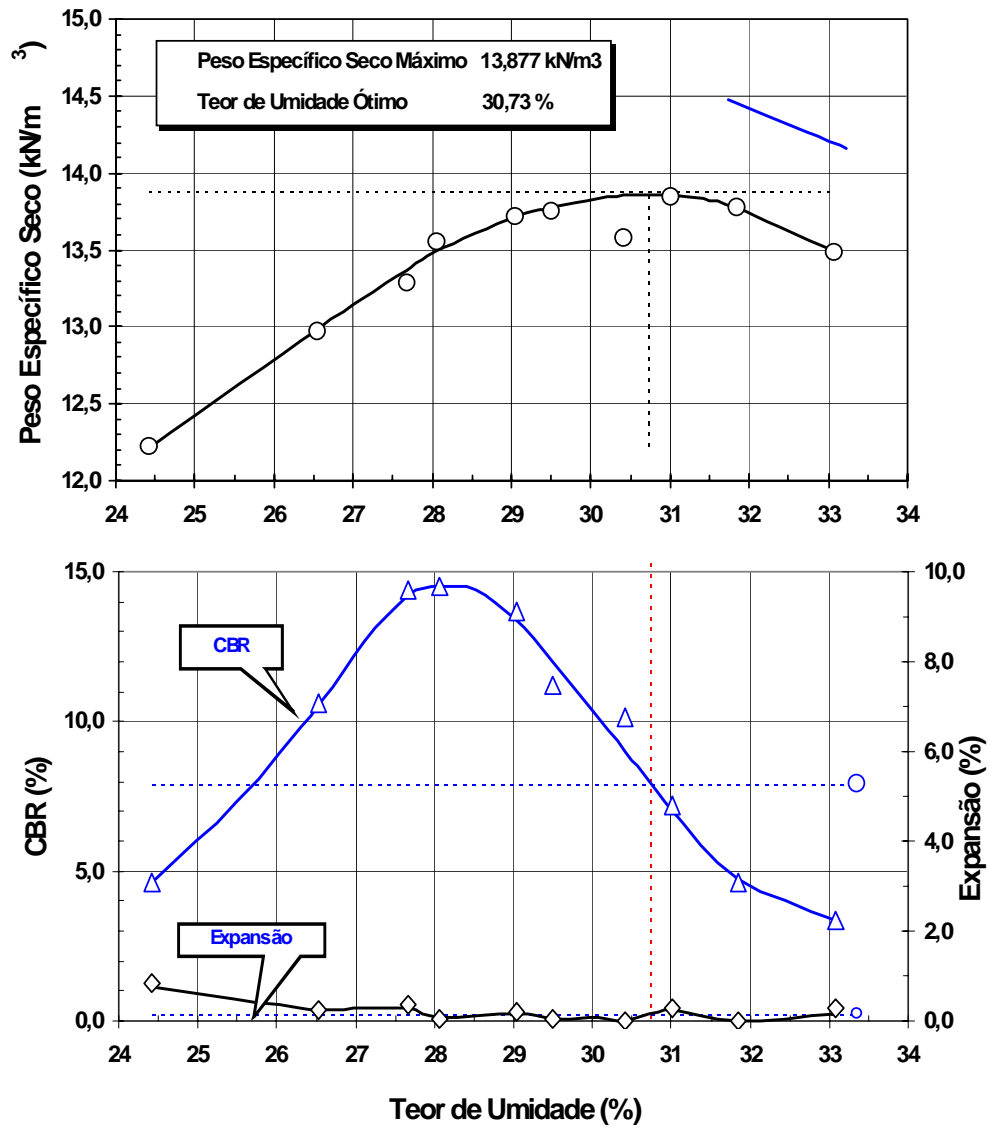 15,0
14,5
14,0
13,5
13,0
12,5
12,0
Peso Específico Seco (kN/m 3)
Peso Específico Seco Máximo 13,877 kN/m3
Teor de Umidade Ótimo 30,73 %
24 25 26 27 28 29 30 31 32 33 34
15,0
10,0
5,0
0,0
CBR (%)
CBR
Expansão
10,0
8,0
6,0
4,0
2,0
0,0
Expansão (%)
24 25 26 27 28 29 30 31 32 33 34
Teor de Umidade (%)